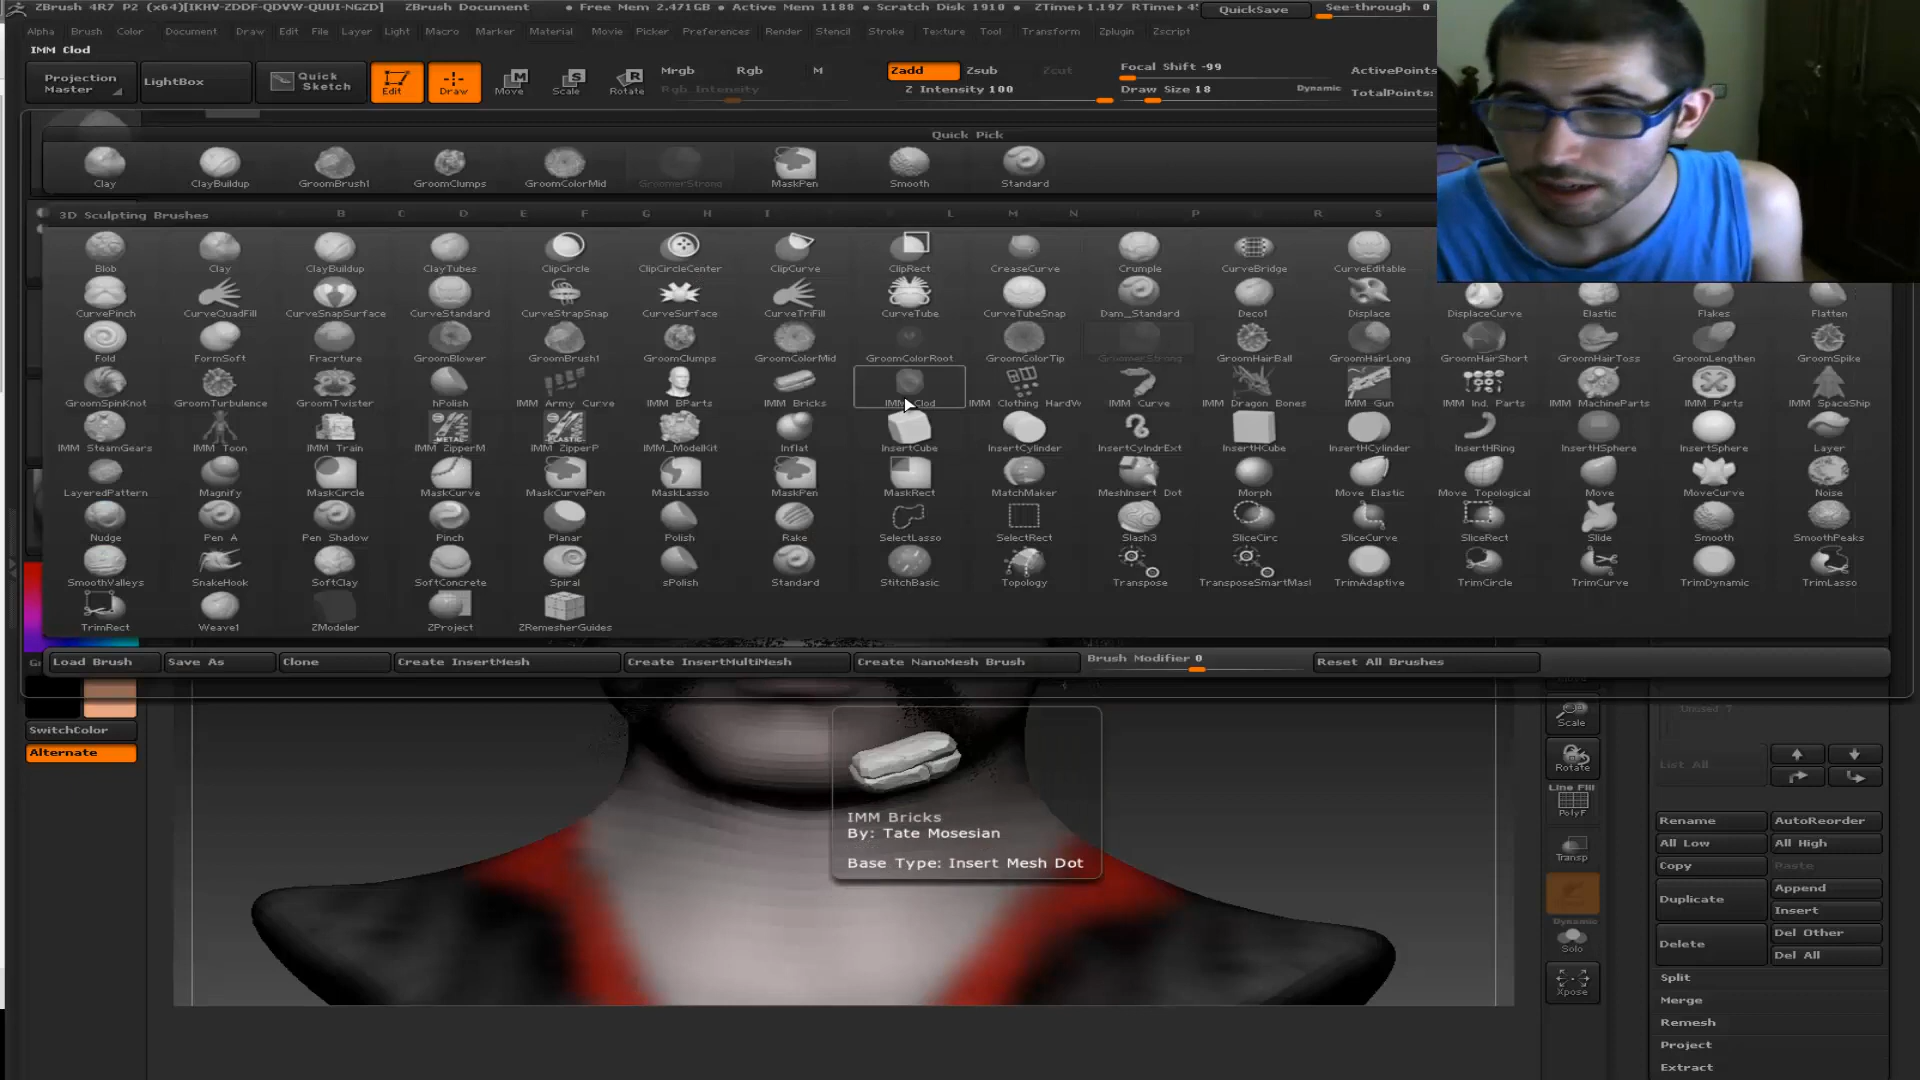 ZBrush 4R7 P2 (x64)[IKHV-ZDDF-QDVW-QUUI-NGZD] ZBrush Document • Free Mem 2.471GB • Active Mem 1188 • Scratch Disk 1910 • ZTime▸1.197 RTime▸4 QuickSave See-through 0
Alpha Brush Color Document Draw Edit File Layer Light Macro Marker Material Movie Picker Preferences Render Stencil Stroke Texture Tool Transform Zplugin Zscript
IMM Clod
Projection Master LightBox Quick Sketch Edit Draw Move Scale Rotate
Mrgb Rgb M Zadd Zsub Zcut Focal Shift -99 ActivePoints:
Rgb Intensity Z Intensity 100 Draw Size 18 Dynamic TotalPoints:
Quick Pick
Clay ClayBuildup GroomBrush1 GroomClumps GroomColorMid GroomerStrong MaskPen Smooth Standard
3D Sculpting Brushes B C D E F G H I L M N P R S
Blob Clay ClayBuildup ClayTubes ClipCircle ClipCircleCenter ClipCurve ClipRect CreaseCurve Crumple CurveBridge CurveEditable
CurvePinch CurveQuadFill CurveSnapSurface CurveStandard CurveStrapSnap CurveSurface CurveTriFill CurveTube CurveTubeSnap Dam_Standard Deco1 Displace DisplaceCurve Elastic Flakes Flatten
Fold FormSoft Fracrture GroomBlower GroomBrush1 GroomClumps GroomColorMid GroomColorRoot GroomColorTip GroomerStrong GroomHairBall GroomHairLong GroomHairShort GroomHairToss GroomLengthen GroomSpike
GroomSpinKnot GroomTurbulence GroomTwister hPolish IMM Army Curve IMM BParts IMM Bricks IMM Clod IMM Clothing HardW IMM Curve IMM Dragon Bones IMM Gun IMM Ind. Parts IMM MachineParts IMM Parts IMM SpaceShip
IMM SteamGears IMM Toon IMM Train IMM ZipperM IMM ZipperP IMM_ModelKit Inflat InsertCube InsertCylinder InsertCylndrExt InsertHCube InsertHCylinder InsertHRing InsertHSphere InsertSphere Layer
LayeredPattern Magnify MaskCircle MaskCurve MaskCurvePen MaskLasso MaskPen MaskRect MatchMaker MeshInsert Dot Morph Move Elastic Move Topological Move MoveCurve Noise
Nudge Pen A Pen Shadow Pinch Planar Polish Rake SelectLasso SelectRect Slash3 SliceCirc SliceCurve SliceRect Slide Smooth SmoothPeaks
SmoothValleys SnakeHook SoftClay SoftConcrete Spiral sPolish Standard StitchBasic Topology Transpose TransposeSmartMasl TrimAdaptive TrimCircle TrimCurve TrimDynamic TrimLasso
TrimRect Weave1 ZModeler ZProject ZRemesherGuides
METAL PLASTIC
Load Brush Save As Clone Create InsertMesh Create InsertMultiMesh Create NanoMesh Brush Brush Modifier 0 Reset All Brushes
SwitchColor
Alternate
IMM Bricks
By: Tate Mosesian
Base Type: Insert Mesh Dot
Move
Scale
Rotate
Line Fill
PolyF
Transp
Dynamic
Solo
Xpose
Unused 7
List All
Rename AutoReorder
All Low All High
Copy Paste
Duplicate Append
Insert
Delete Del Other
Del All
Split
Merge
Remesh
Project
Extract